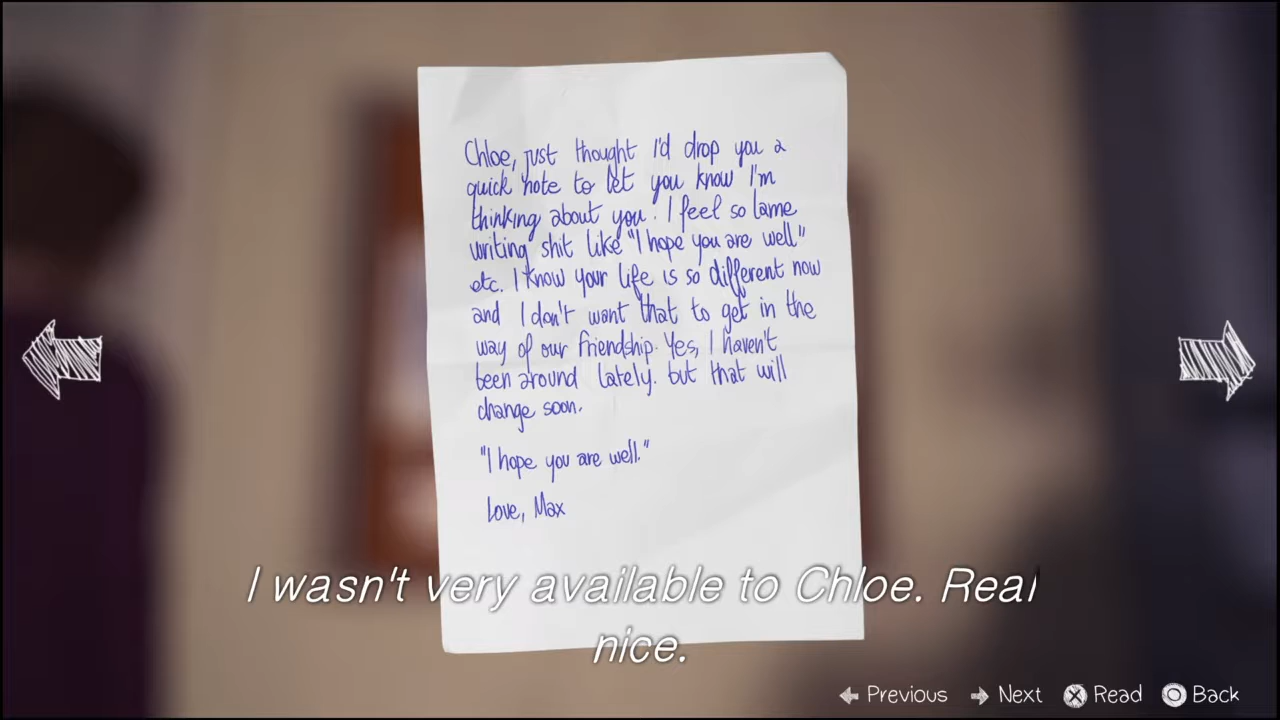 Chloe, just thought I'd drop you a
quick note to let you know I'm
thinking about you. I feel so lame
writing shit like "I hope you are well"
etc. I know your life is so different now
and I don't want that to get in the
way of our friendship. Yes, I haven't
been around lately. but that will
change soon.
"I hope you are well."
Love, Max
I wasn't very available to Chloe. Real
nice.
Previous Next Read Back